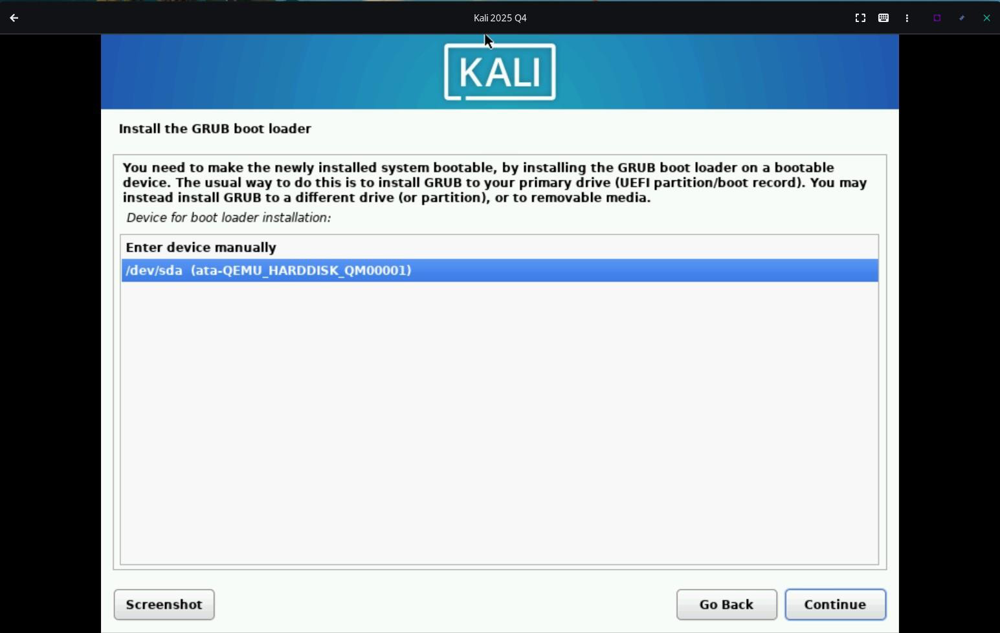 Kali 2025 Q4
KALI
Install the GRUB boot loader
You need to make the newly installed system bootable, by installing the GRUB boot loader on a bootable
device. The usual way to do this is to install GRUB to your primary drive (UEFI partition/boot record). You may
instead install GRUB to a different drive (or partition), or to removable media.
Device for boot loader installation:
Enter device manually
/dev/sda (ata-QEMU_HARDDISK_QM00001)
Screenshot
Go Back
Continue